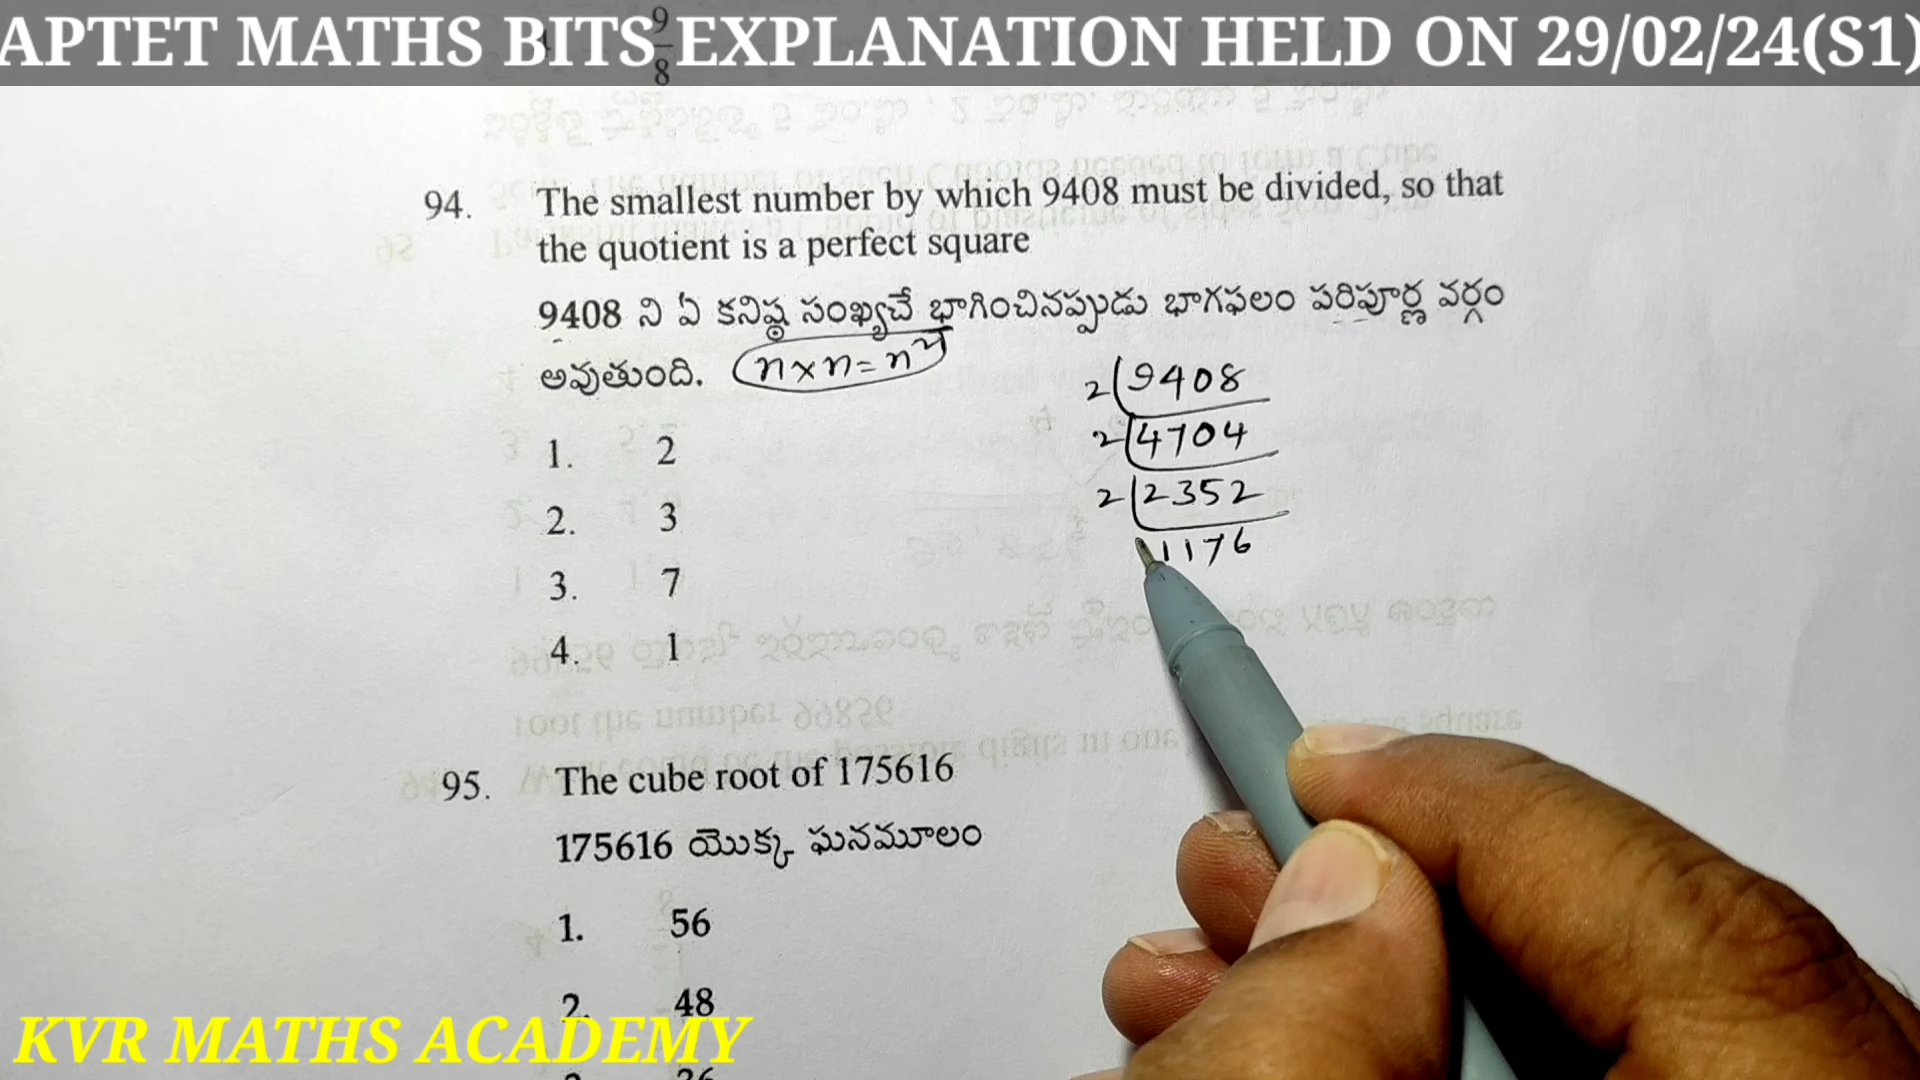 APTET MATHS BITS EXPLANATION HELD ON 29/02/24(S1)
9
8
94. The smallest number by which 9408 must be divided, so that
the quotient is a perfect square
9408 ని ఏ కనిష్ఠ సంఖ్యచే భాగించినప్పుడు భాగఫలం పరిపూర్ణ వర్గం
అవుతుంది. n×n=n²
2 9408
2 4704
2 2352
1176
1. 2
2. 3
3. 7
4. 1
95. The cube root of 175616
175616 యొక్క ఘనమూలం
1. 56
2. 48
KVR MATHS ACADEMY